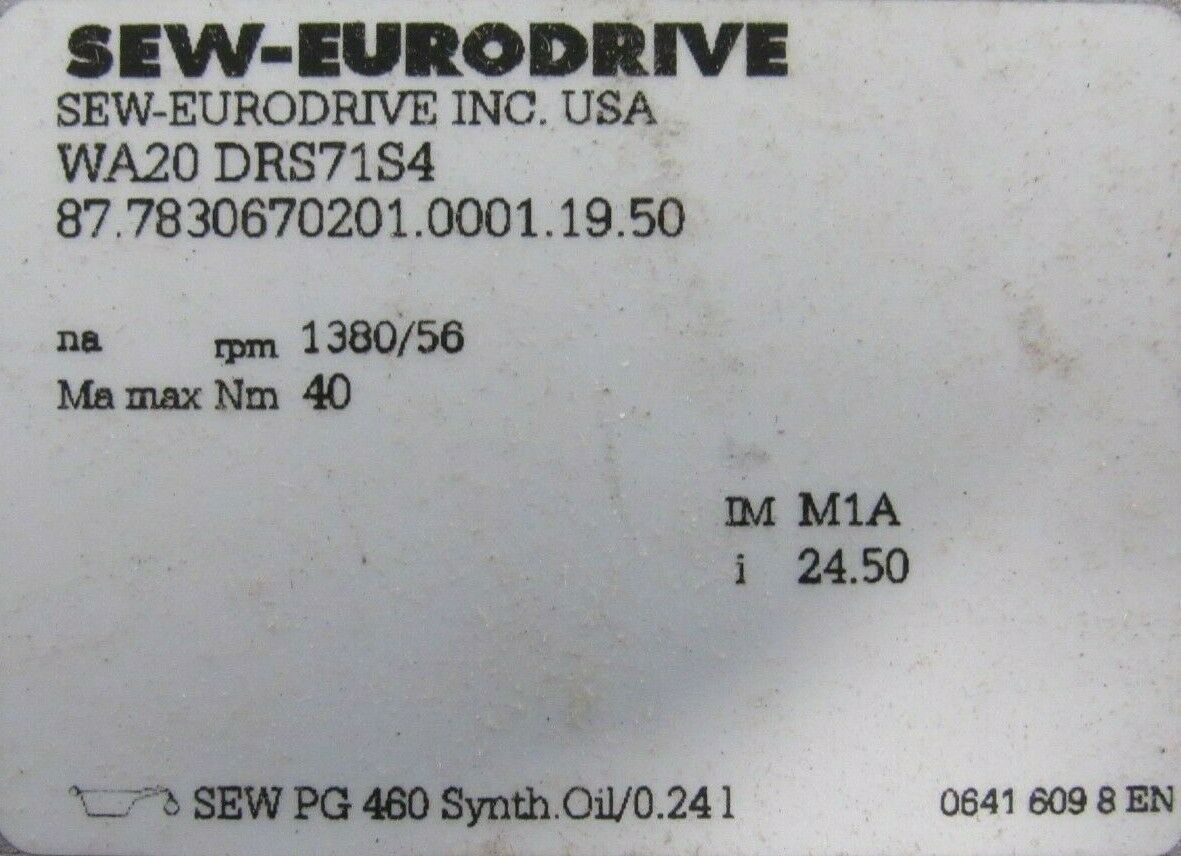 SEW-EURODRIVE
SEW-EURODRIVE INC. USA
WA20 DRS71S4
87.7830670201.0001.19.50
na rpm 1380/56
Ma max Nm 40
IM M1A
i 24.50
SEW PG 460 Synth.Oil/0.24 l
0641 609 8 EN